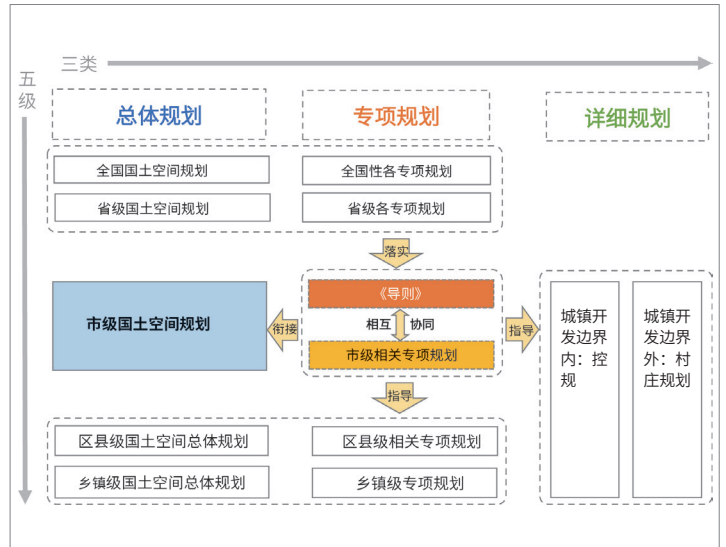 三类
五级
总体规划
专项规划
详细规划
全国国土空间规划
全国性各专项规划
省级国土空间规划
省级各专项规划
落实
市级国土空间规划
衔接
《导则》
相互 协同
市级相关专项规划
指导
城镇开
发边界
内：控
规
城镇开
发边界
外：村
庄规划
指导
区县级国土空间总体规划
区县级相关专项规划
乡镇级国土空间总体规划
乡镇级专项规划